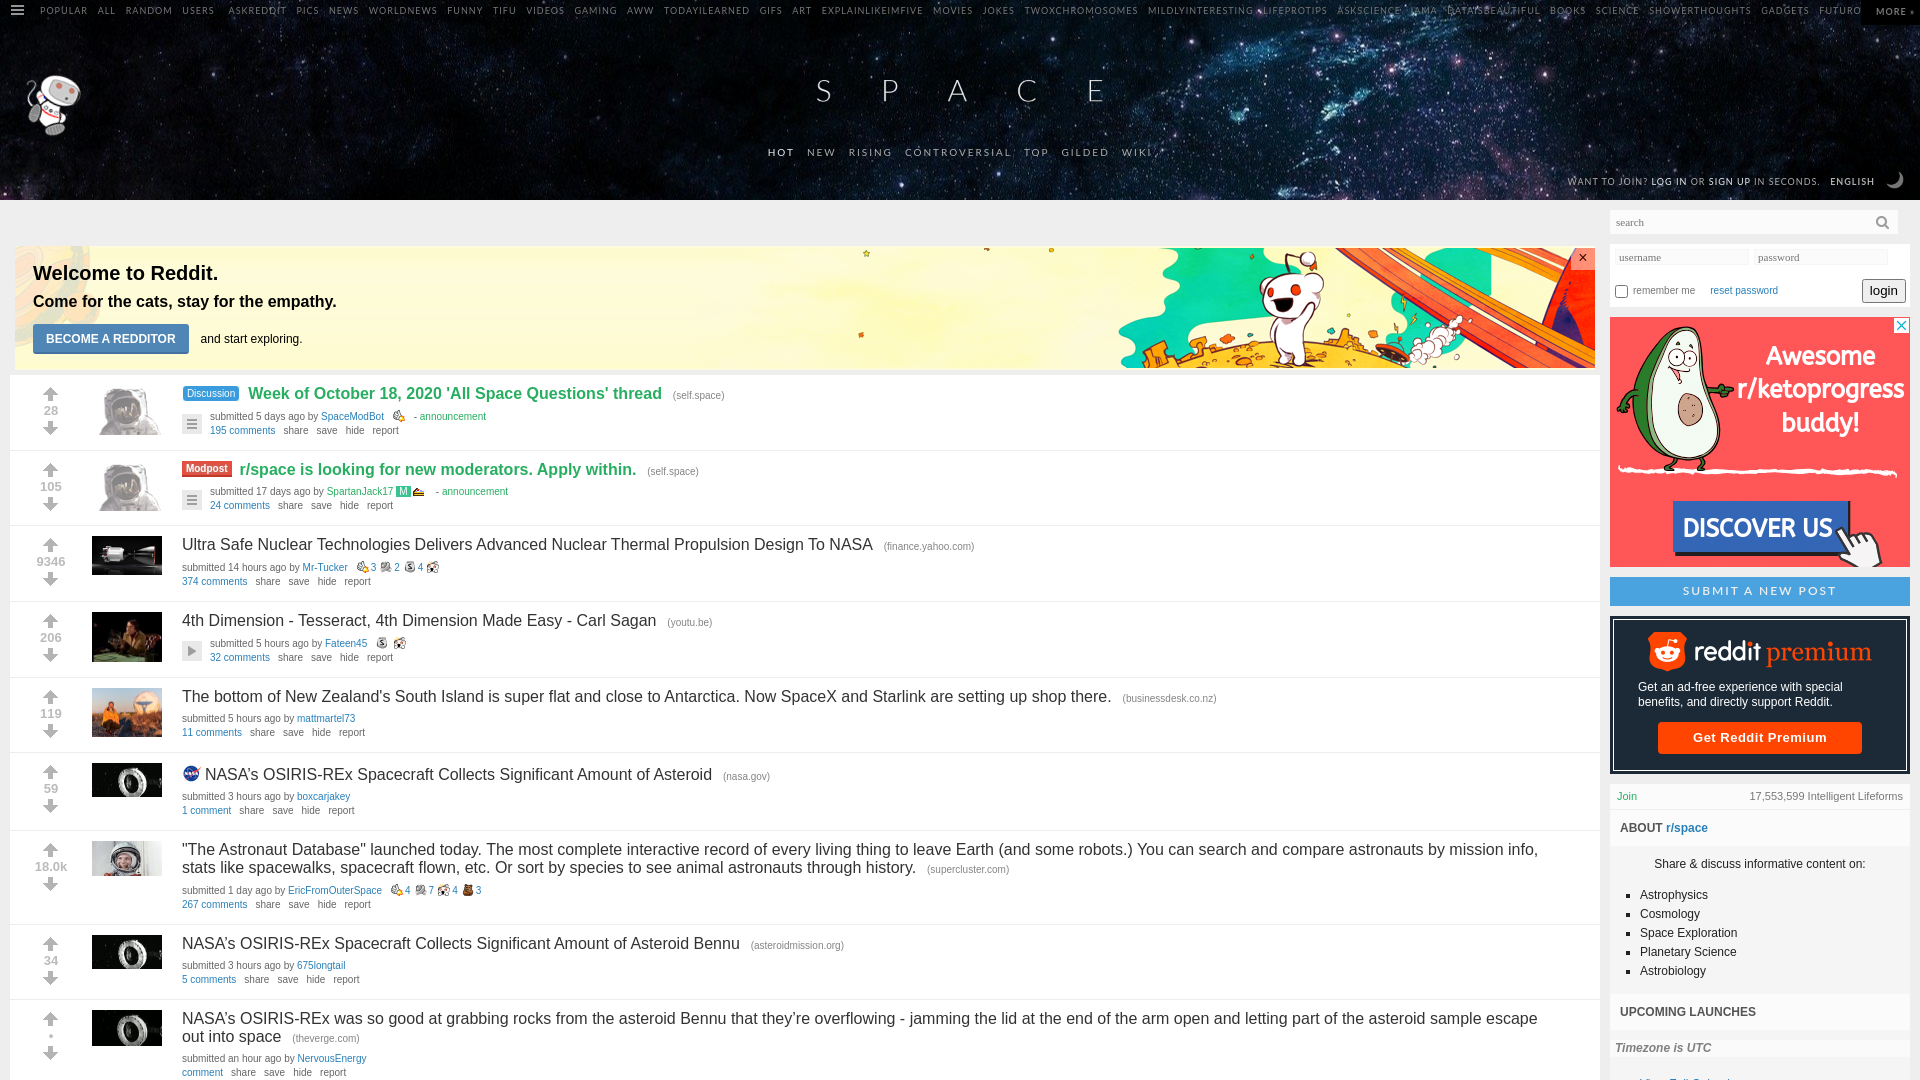 POPULAR ALL RANDOM USERS ASKREDDIT PICS NEWS WORLDNEWS FUNNY TIFU VIDEOS GAMING AWW TODAYILEARNED GIFS ART EXPLAINLIKEIMFIVE MOVIES JOKES TWOXCHROMOSOMES MILDLYINTERESTING LIFEPROTIPS ASKSCIENCE IAMA DATAISBEAUTIFUL BOOKS SCIENCE SHOWERTHOUGHTS GADGETS FUTURO MORE »
S P A C E
HOT NEW RISING CONTROVERSIAL TOP GILDED WIKI
WANT TO JOIN? LOG IN OR SIGN UP IN SECONDS. ENGLISH
search
username password
remember me reset password login
Welcome to Reddit.
Come for the cats, stay for the empathy.
BECOME A REDDITOR and start exploring.
×
28
Discussion Week of October 18, 2020 'All Space Questions' thread (self.space)
submitted 5 days ago by SpaceModBot - announcement
195 comments share save hide report
105
Modpost r/space is looking for new moderators. Apply within. (self.space)
submitted 17 days ago by SpartanJack17 M - announcement
24 comments share save hide report
9346
Ultra Safe Nuclear Technologies Delivers Advanced Nuclear Thermal Propulsion Design To NASA (finance.yahoo.com)
submitted 14 hours ago by Mr-Tucker 3 2 4
374 comments share save hide report
206
4th Dimension - Tesseract, 4th Dimension Made Easy - Carl Sagan (youtu.be)
submitted 5 hours ago by Fateen45
32 comments share save hide report
119
The bottom of New Zealand's South Island is super flat and close to Antarctica. Now SpaceX and Starlink are setting up shop there. (businessdesk.co.nz)
submitted 5 hours ago by mattmartel73
11 comments share save hide report
59
NASA NASA’s OSIRIS-REx Spacecraft Collects Significant Amount of Asteroid (nasa.gov)
submitted 3 hours ago by boxcarjakey
1 comment share save hide report
18.0k
"The Astronaut Database" launched today. The most complete interactive record of every living thing to leave Earth (and some robots.) You can search and compare astronauts by mission info,
stats like spacewalks, spacecraft flown, etc. Or sort by species to see animal astronauts through history. (supercluster.com)
submitted 1 day ago by EricFromOuterSpace 4 7 4 3
267 comments share save hide report
34
NASA’s OSIRIS-REx Spacecraft Collects Significant Amount of Asteroid Bennu (asteroidmission.org)
submitted 3 hours ago by 675longtail
5 comments share save hide report
•
NASA’s OSIRIS-REx was so good at grabbing rocks from the asteroid Bennu that they’re overflowing - jamming the lid at the end of the arm open and letting part of the asteroid sample escape
out into space (theverge.com)
submitted an hour ago by NervousEnergy
comment share save hide report
Awesome
r/ketoprogress
buddy!
DISCOVER US
SUBMIT A NEW POST
reddit premium
Get an ad-free experience with special
benefits, and directly support Reddit.
Get Reddit Premium
Join 17,553,599 Intelligent Lifeforms
ABOUT r/space
Share & discuss informative content on:
Astrophysics
Cosmology
Space Exploration
Planetary Science
Astrobiology
UPCOMING LAUNCHES
Timezone is UTC